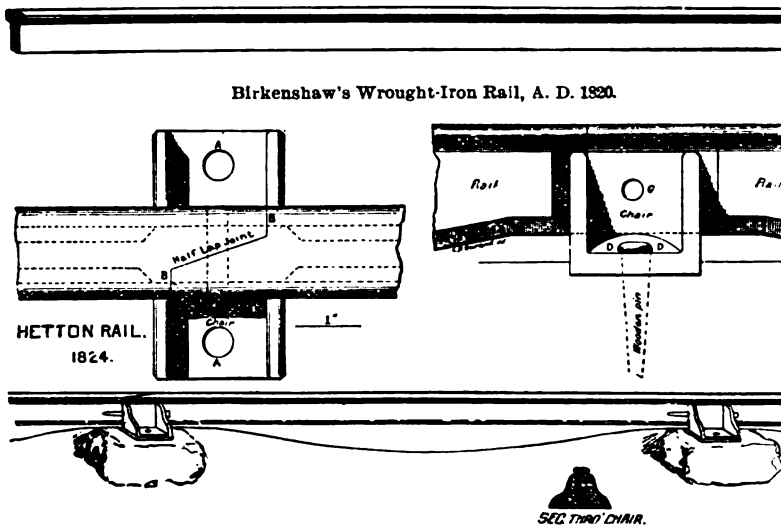 Birkenshaw's Wrought-Iron Rail, A. D. 1820.
A
B
Half Lap Joint
B
Chair
A
HETTON RAIL.
1824.
1"
Rail
Rail
C
Chair
D D
Wooden pin
SEC. THRO' CHAIR.